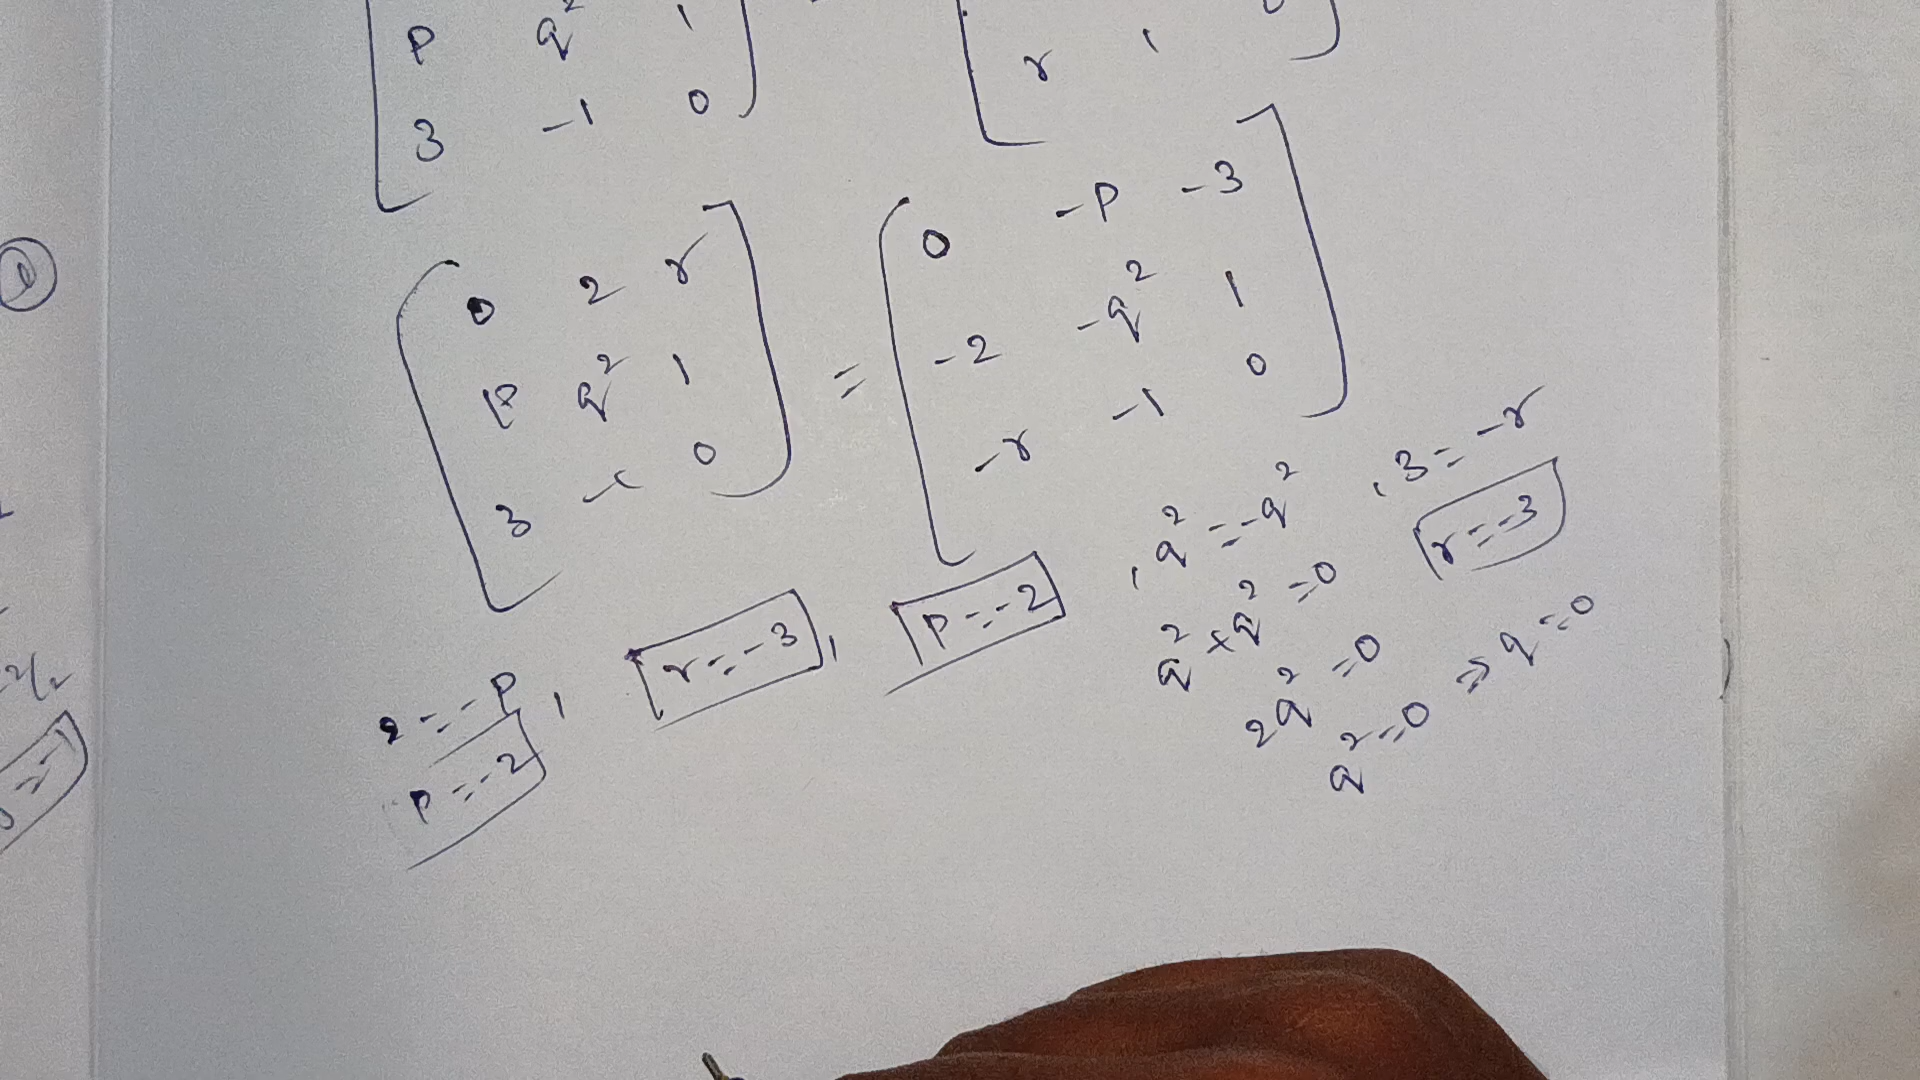 P q² 1
3 -1 0
r 1
0 2 r
P q² 1
3 -1 0
=
0 -P -3
-2 -q² 1
-r -1 0
2 = -P, r = -3, P = -2, q² = -q², 3 = -r
P = -2
q² + q² = 0
r = -3
2q² = 0
q² = 0 ⇒ q = 0